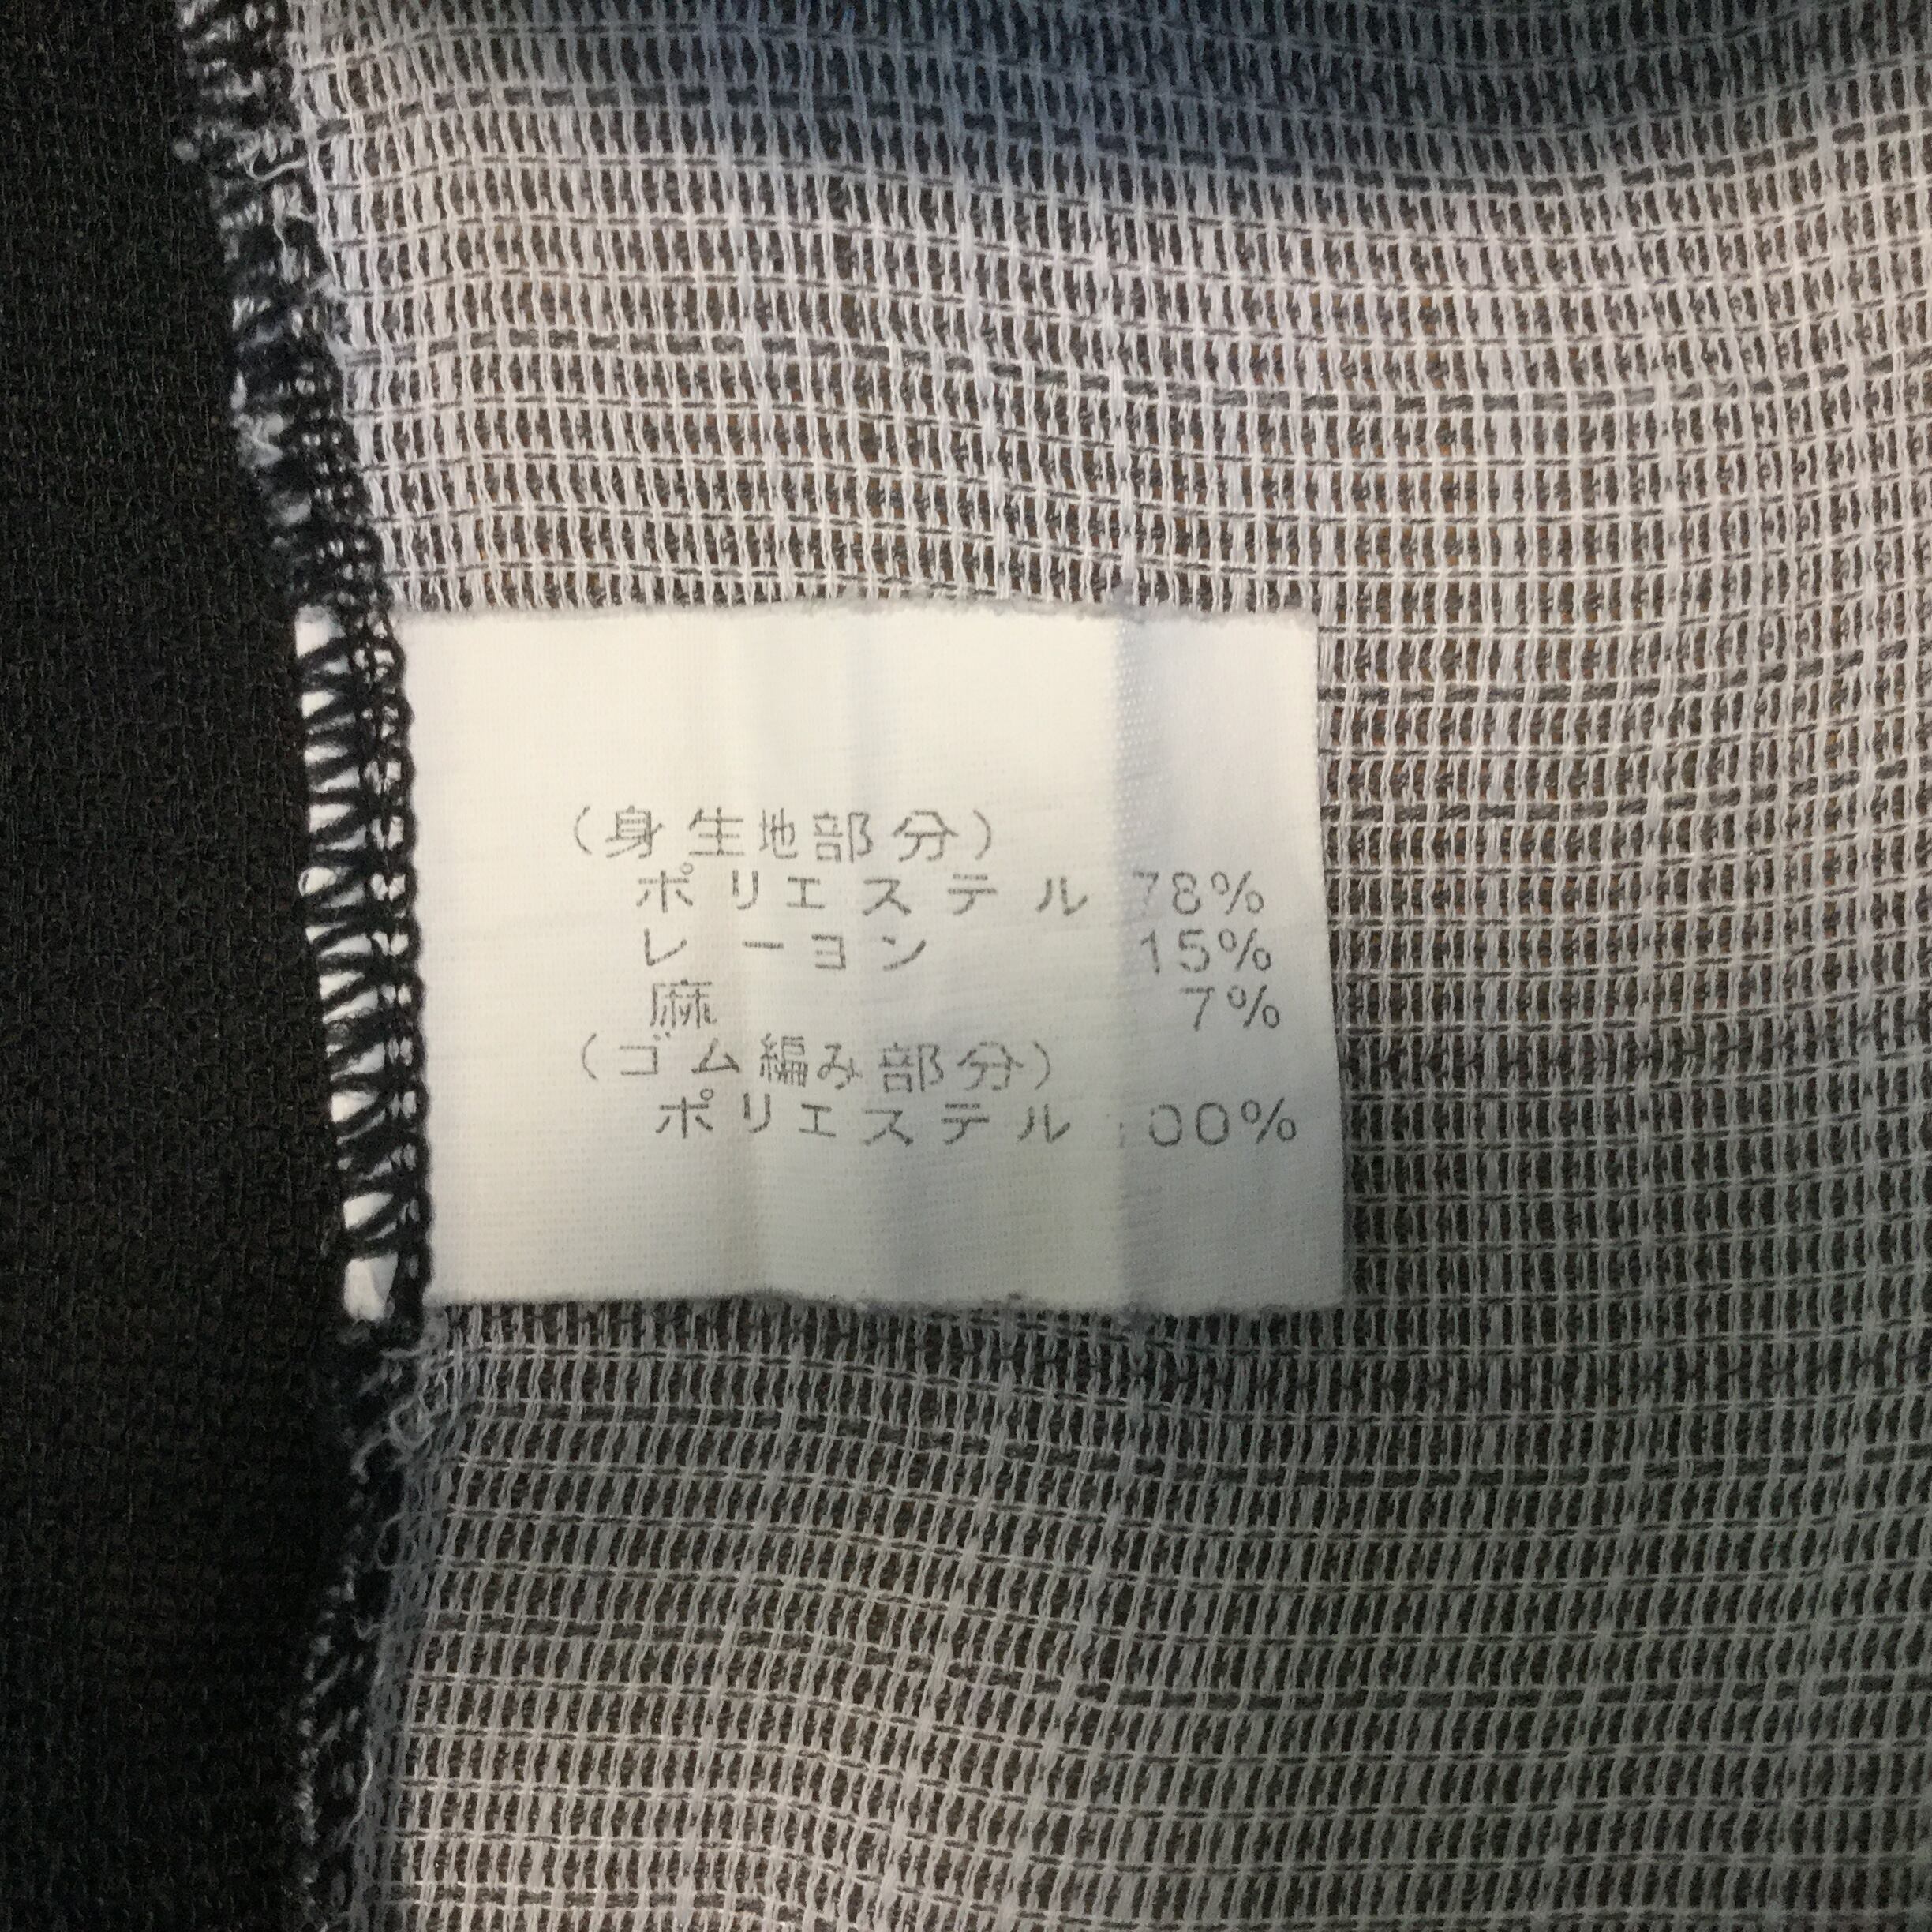 (身生地部分)
ポリエステル 78%
レーヨン 15%
麻 7%
(ゴム編み部分)
ポリエステル 100%